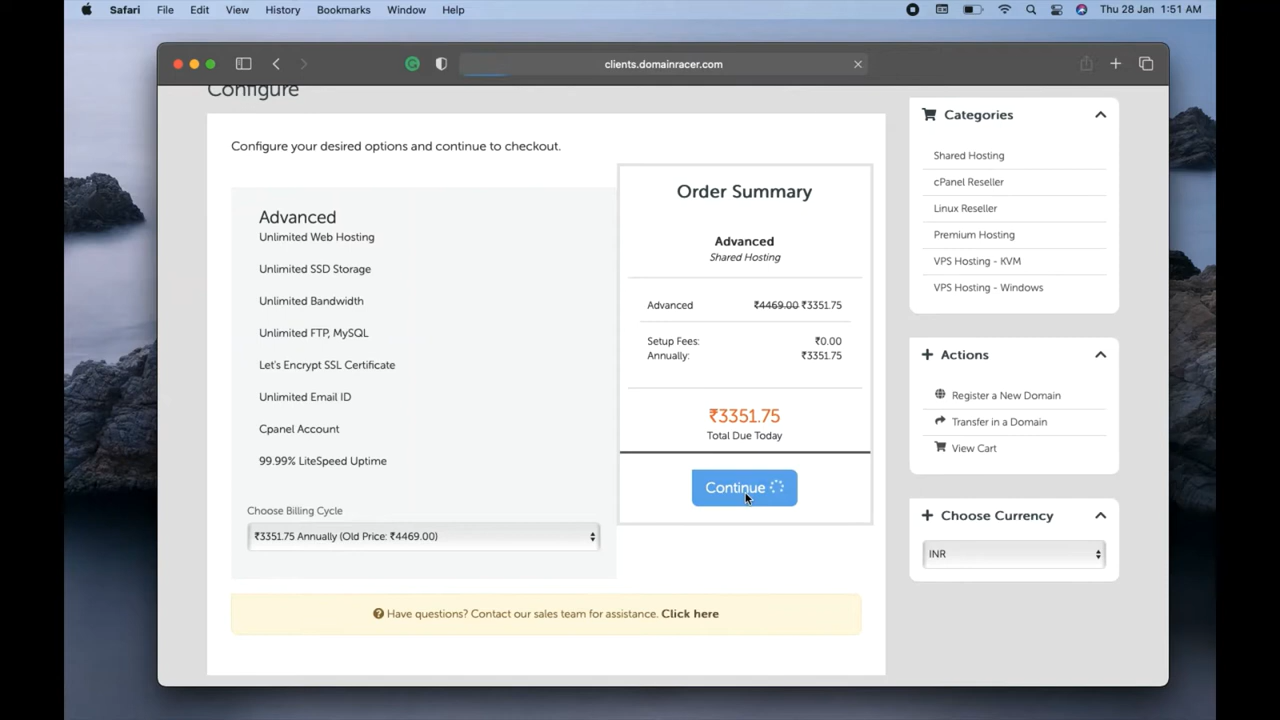 Safari File Edit View History Bookmarks Window Help Thu 28 Jan 1:51 AM
clients.domainracer.com
Configure
Configure your desired options and continue to checkout.
Advanced
Unlimited Web Hosting
Unlimited SSD Storage
Unlimited Bandwidth
Unlimited FTP, MySQL
Let's Encrypt SSL Certificate
Unlimited Email ID
Cpanel Account
99.99% LiteSpeed Uptime
Choose Billing Cycle
₹3351.75 Annually (Old Price: ₹4469.00)
Order Summary
Advanced
Shared Hosting
Advanced ₹4469.00 ₹3351.75
Setup Fees: ₹0.00
Annually: ₹3351.75
₹3351.75
Total Due Today
Continue
Have questions? Contact our sales team for assistance. Click here
Categories
Shared Hosting
cPanel Reseller
Linux Reseller
Premium Hosting
VPS Hosting - KVM
VPS Hosting - Windows
Actions
Register a New Domain
Transfer in a Domain
View Cart
Choose Currency
INR